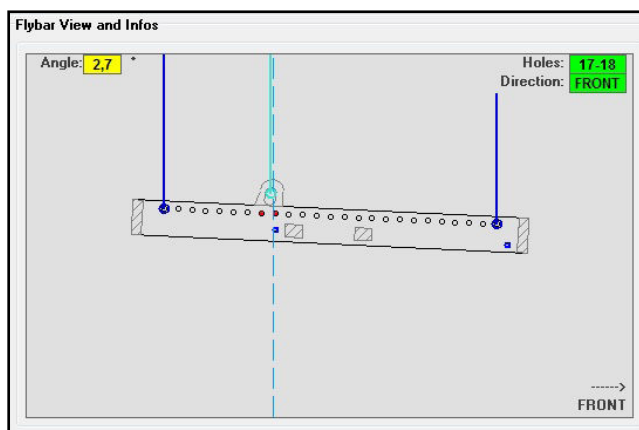 Flybar View and Infos
Angle: 2,7 °
Holes: 17-18
Direction: FRONT
------>
FRONT